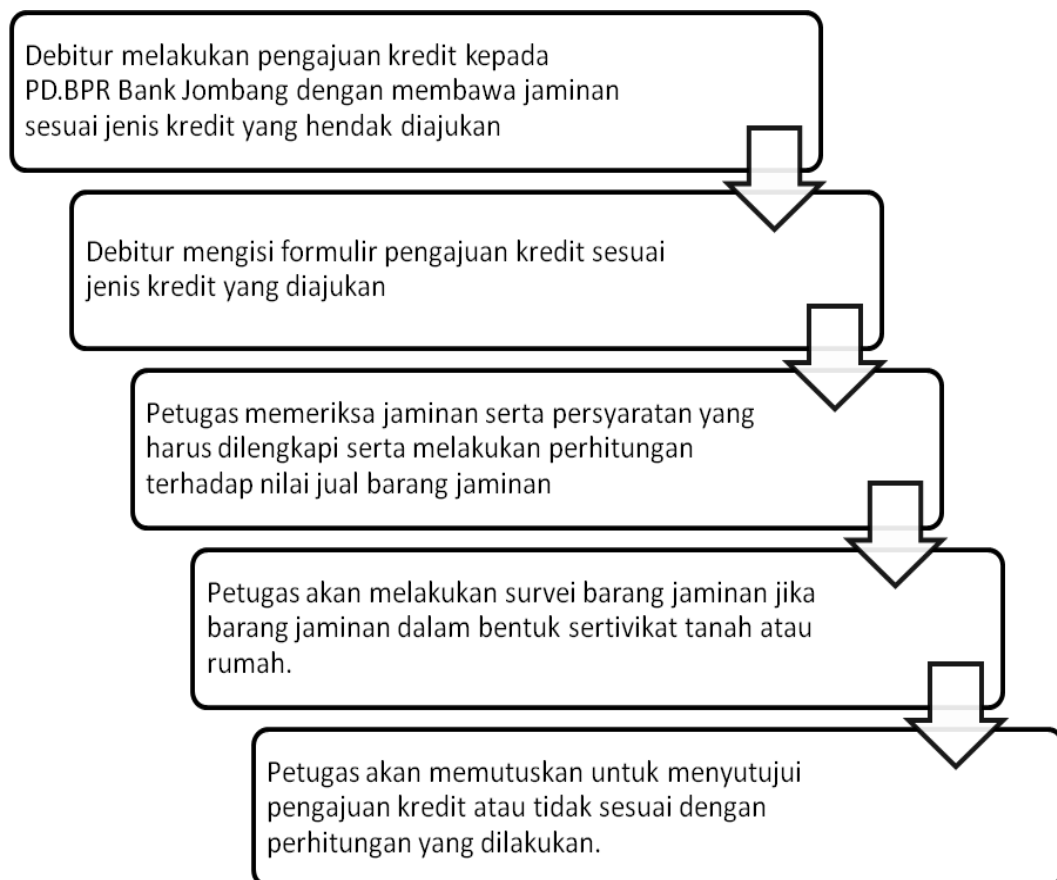 Debitur melakukan pengajuan kredit kepada
PD.BPR Bank Jombang dengan membawa jaminan
sesuai jenis kredit yang hendak diajukan
Debitur mengisi formulir pengajuan kredit sesuai
jenis kredit yang diajukan
Petugas memeriksa jaminan serta persyaratan yang
harus dilengkapi serta melakukan perhitungan
terhadap nilai jual barang jaminan
Petugas akan melakukan survei barang jaminan jika
barang jaminan dalam bentuk sertivikat tanah atau
rumah.
Petugas akan memutuskan untuk menyutujui
pengajuan kredit atau tidak sesuai dengan
perhitungan yang dilakukan.